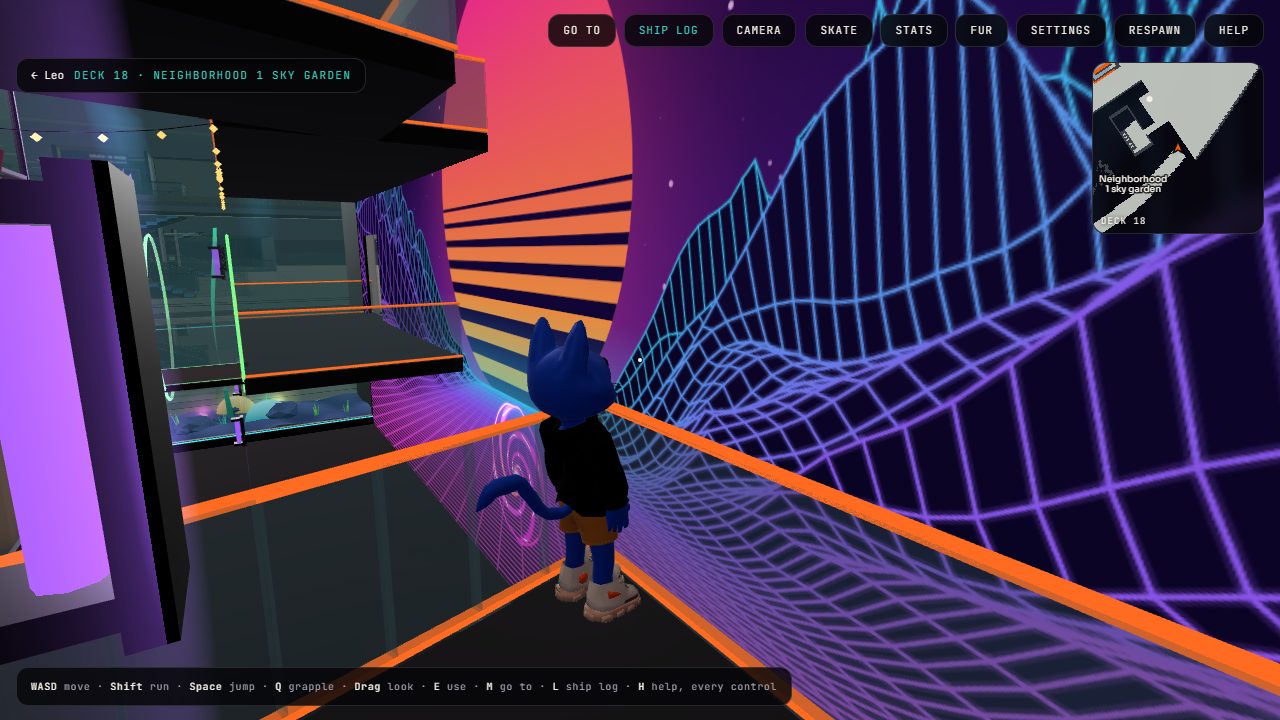 GO TO
SHIP LOG
CAMERA
SKATE
STATS
FUR
SETTINGS
RESPAWN
HELP
← Leo DECK 18 · NEIGHBORHOOD 1 SKY GARDEN
Neighborhood
1 sky garden
DECK 18
WASD move · Shift run · Space jump · Q grapple · Drag look · E use · M go to · L ship log · H help, every control